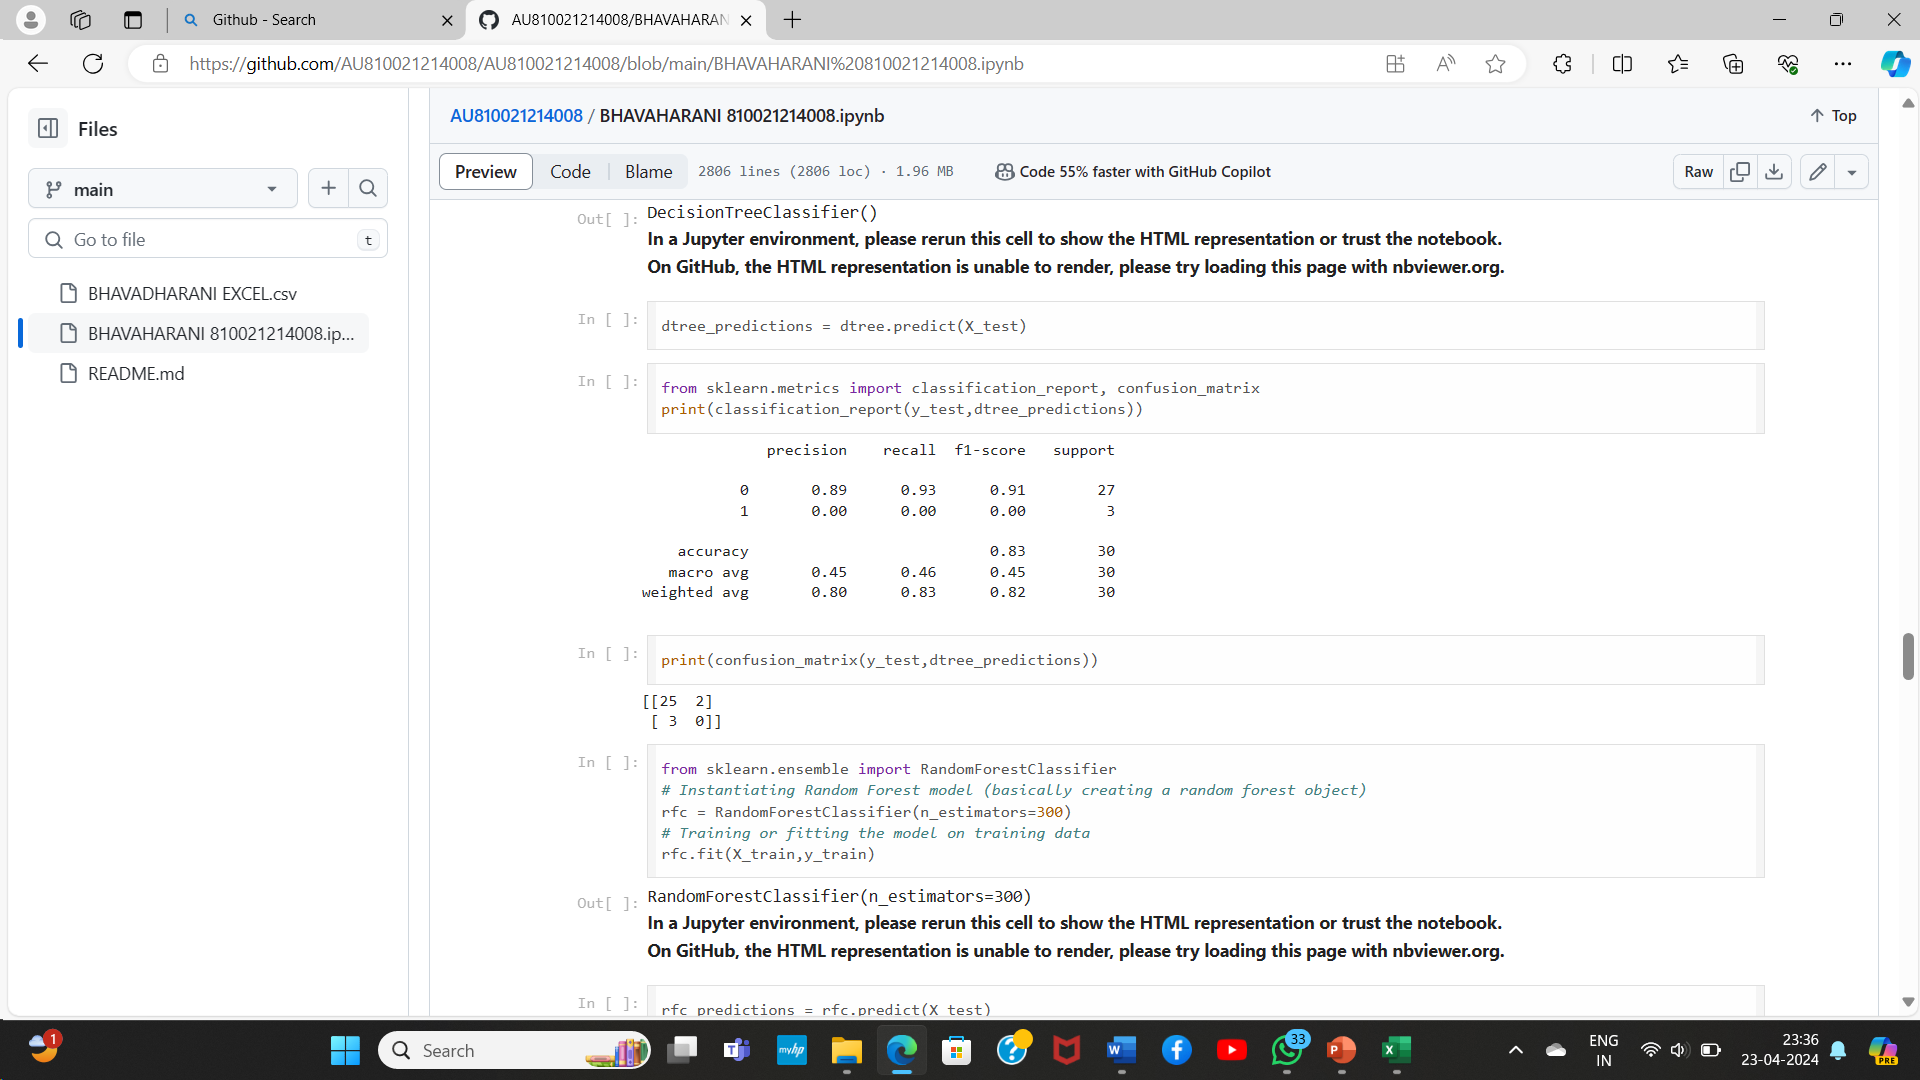 Github - Search
AU810021214008/BHAVAHARAN
https://github.com/AU810021214008/AU810021214008/blob/main/BHAVAHARANI%20810021214008.ipynb
Files
main
Go to file
t
BHAVADHARANI EXCEL.csv
BHAVAHARANI 810021214008.ip...
README.md
AU810021214008 / BHAVAHARANI 810021214008.ipynb
Top
Preview Code Blame 2806 lines (2806 loc) · 1.96 MB Code 55% faster with GitHub Copilot Raw
Out[ ]: DecisionTreeClassifier()
In a Jupyter environment, please rerun this cell to show the HTML representation or trust the notebook.
On GitHub, the HTML representation is unable to render, please try loading this page with nbviewer.org.
In [ ]: dtree_predictions = dtree.predict(X_test)
In [ ]: from sklearn.metrics import classification_report, confusion_matrix
print(classification_report(y_test,dtree_predictions))
precision recall f1-score support
0 0.89 0.93 0.91 27
1 0.00 0.00 0.00 3
accuracy 0.83 30
macro avg 0.45 0.46 0.45 30
weighted avg 0.80 0.83 0.82 30
In [ ]: print(confusion_matrix(y_test,dtree_predictions))
[[25 2]
[ 3 0]]
In [ ]: from sklearn.ensemble import RandomForestClassifier
# Instantiating Random Forest model (basically creating a random forest object)
rfc = RandomForestClassifier(n_estimators=300)
# Training or fitting the model on training data
rfc.fit(X_train,y_train)
Out[ ]: RandomForestClassifier(n_estimators=300)
In a Jupyter environment, please rerun this cell to show the HTML representation or trust the notebook.
On GitHub, the HTML representation is unable to render, please try loading this page with nbviewer.org.
In [ ]: rfc_predictions = rfc.predict(X_test)
1
Search
myhp
33
ENG
IN
23:36
23-04-2024
PRE